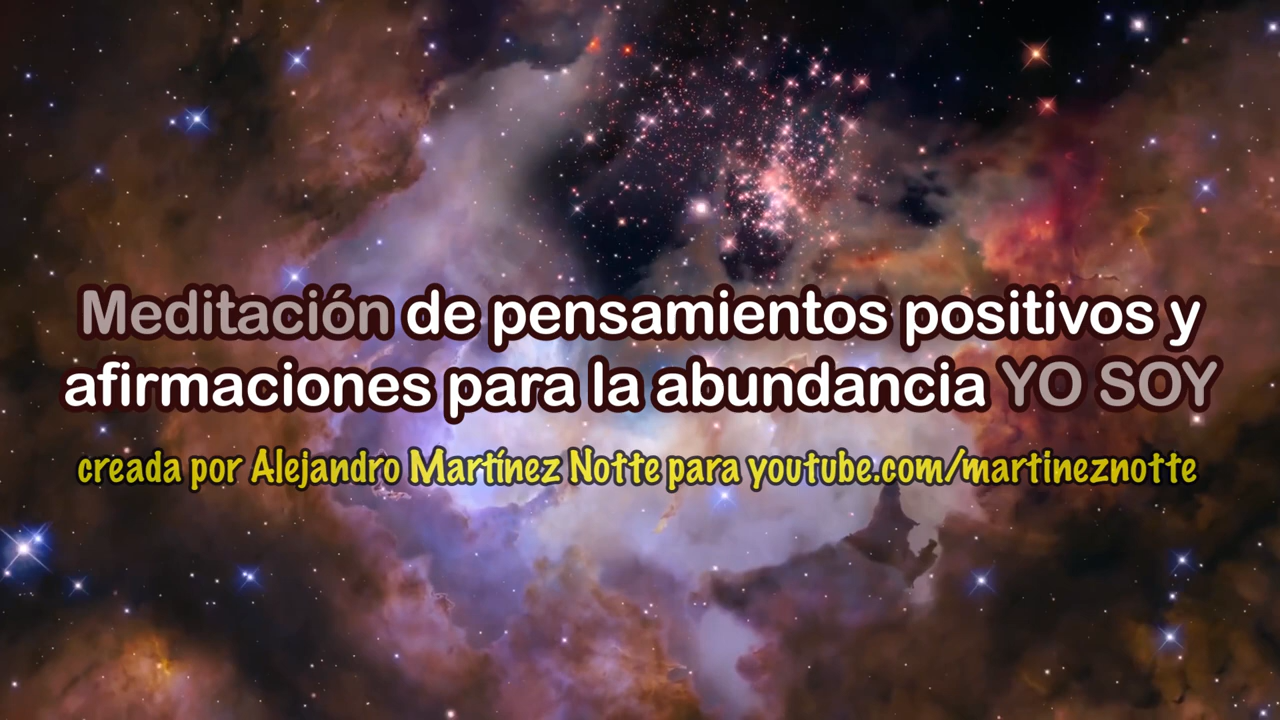 Meditación de pensamientos positivos y
afirmaciones para la abundancia YO SOY
creada por Alejandro Martínez Notte para youtube.com/martineznotte